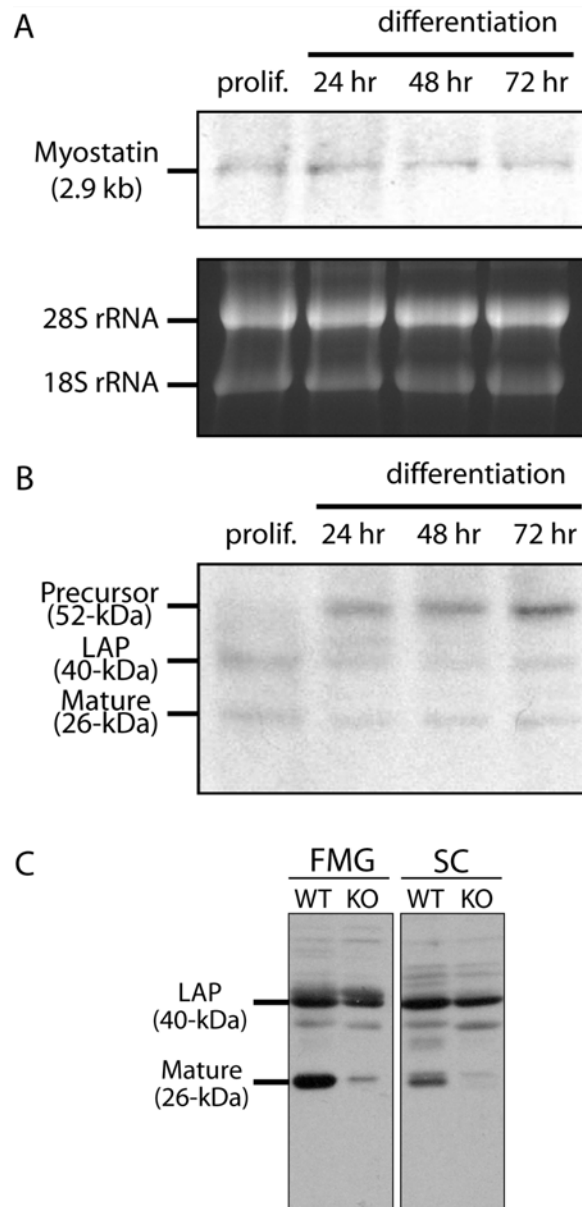 A
differentiation
prolif. 24 hr 48 hr 72 hr
Myostatin
(2.9 kb)
28S rRNA
18S rRNA
B
differentiation
prolif. 24 hr 48 hr 72 hr
Precursor
(52-kDa)
LAP
(40-kDa)
Mature
(26-kDa)
C
FMG SC
WT KO WT KO
LAP
(40-kDa)
Mature
(26-kDa)